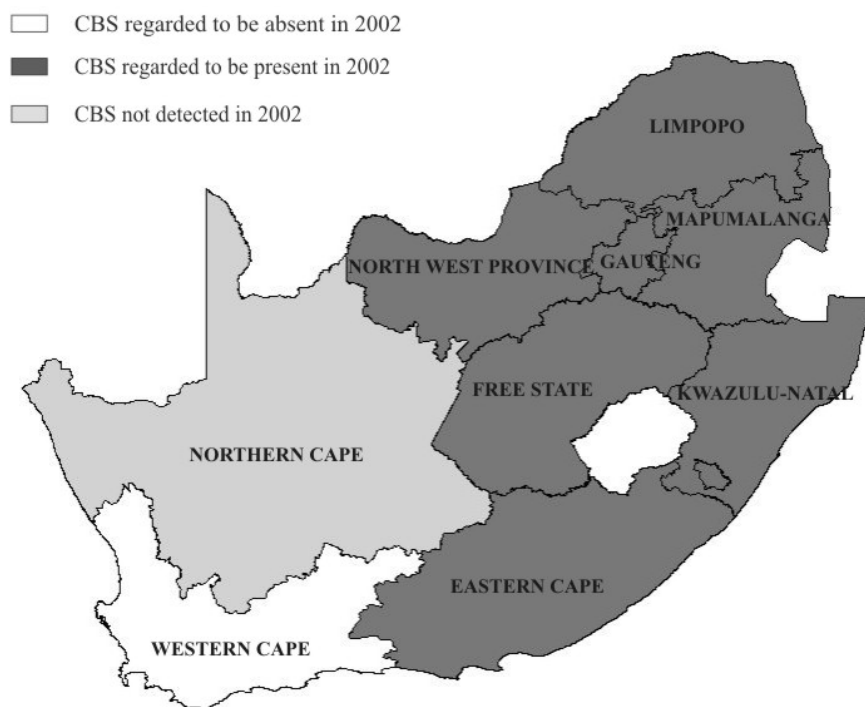 CBS regarded to be absent in 2002
CBS regarded to be present in 2002
CBS not detected in 2002
LIMPOPO
MAPUMALANGA
NORTH WEST PROVINCE
GAUTENG
FREE STATE
KWAZULU-NATAL
NORTHERN CAPE
EASTERN CAPE
WESTERN CAPE